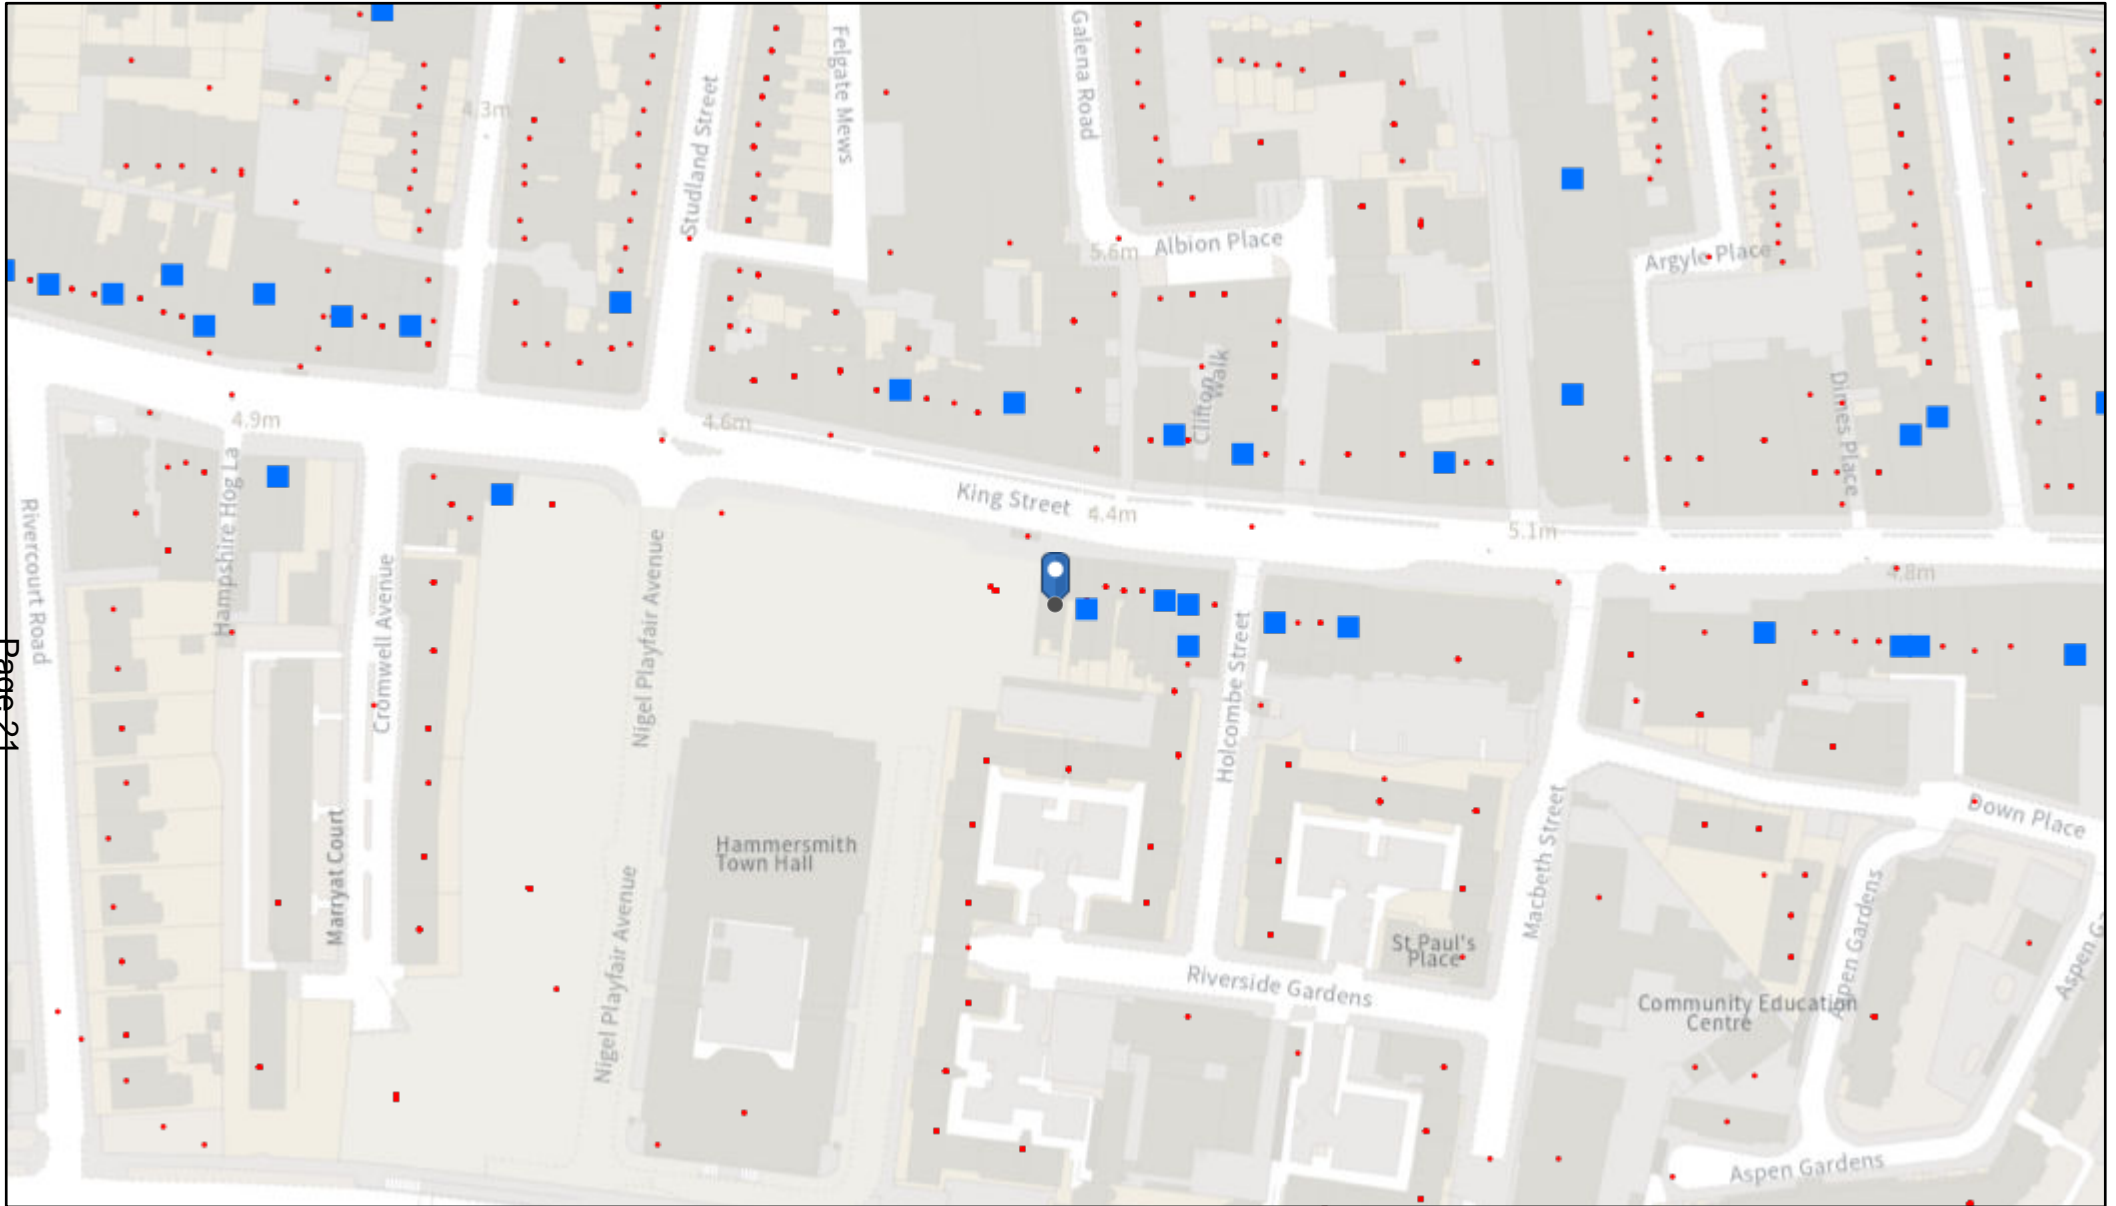 Felgate Mews
Galena Road
4.3m
Studland Street
5.6m
Albion Place
Argyle Place
Clifton
Walk
Dimes Place
4.9m
4.6m
King Street
4.4m
5.1m
4.8m
Rivercourt Road
Hampshire Hog La
Cromwell Avenue
Nigel Playfair Avenue
Holcombe Street
Page 21
Marryat Court
Hammersmith
Town Hall
Macbeth Street
Down Place
Nigel Playfair Avenue
St Paul's
Place
Aspen Gardens
Aspen G
Riverside Gardens
Community Education
Centre
Aspen Gardens